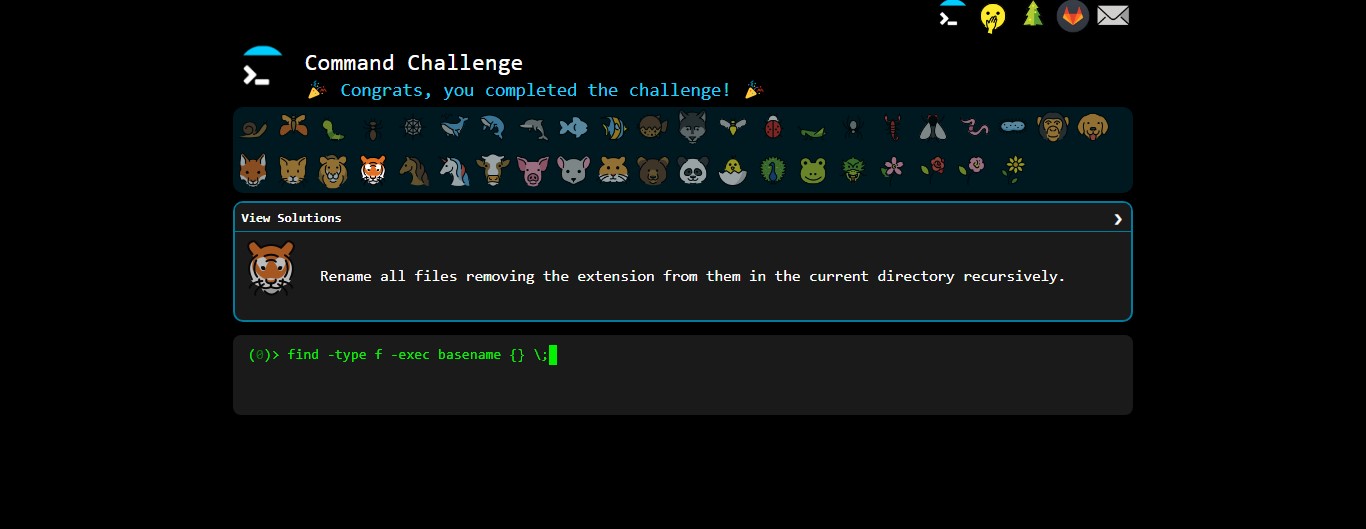 Command Challenge
Congrats, you completed the challenge!
View Solutions
Rename all files removing the extension from them in the current directory recursively.
(0)> find -type f -exec basename {} \;